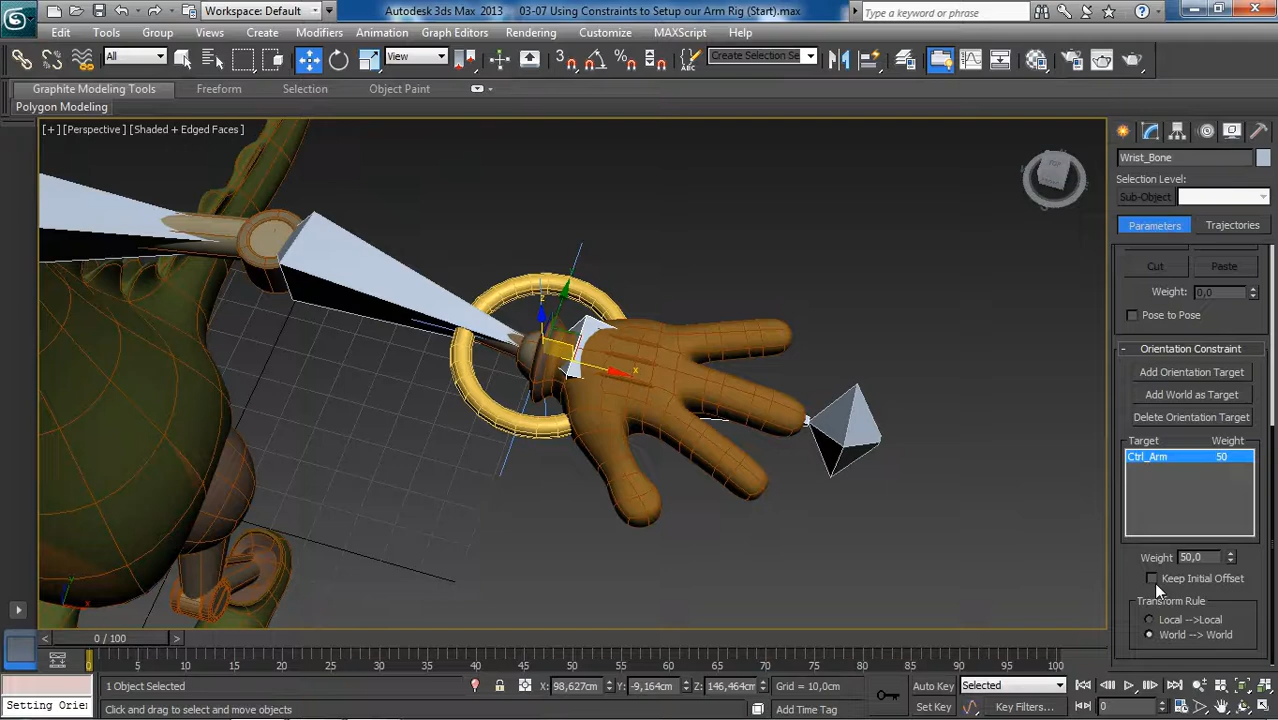 Workspace: Default
Autodesk 3ds Max 2013
03-07 Using Constraints to Setup our Arm Rig (Start).max
Type a keyword or phrase
Edit Tools Group Views Create Modifiers Animation Graph Editors Rendering Customize MAXScript Help
All View Create Selection Se
Graphite Modeling Tools Freeform Selection Object Paint
Polygon Modeling
[+] [Perspective] [Shaded + Edged Faces]
Wrist_Bone
Selection Level:
Sub-Object
Parameters Trajectories
Cut Paste
Weight: 0,0
Pose to Pose
- Orientation Constraint
Add Orientation Target
Add World as Target
Delete Orientation Target
Target Weight
Ctrl_Arm 50
Weight 50,0
Keep Initial Offset
Transform Rule
Local -->Local
World --> World
TOP
z
x
y
x
< 0 / 100 >
0 5 10 15 20 25 30 35 40 45 50 55 60 65 70 75 80 85 90 95 100
1 Object Selected X: 98,627cm Y: -9,164cm Z: 146,464cm Grid = 10,0cm Auto Key Selected
Setting Orie Click and drag to select and move objects Add Time Tag Set Key Key Filters... 0